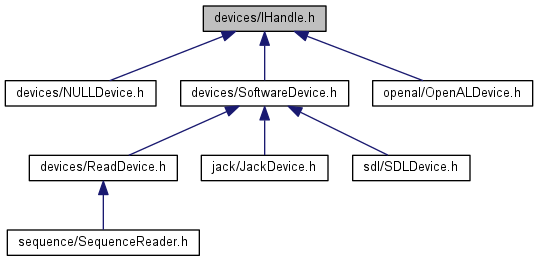 devices/IHandle.h
devices/NULLDevice.h
devices/SoftwareDevice.h
openal/OpenALDevice.h
devices/ReadDevice.h
jack/JackDevice.h
sdl/SDLDevice.h
sequence/SequenceReader.h